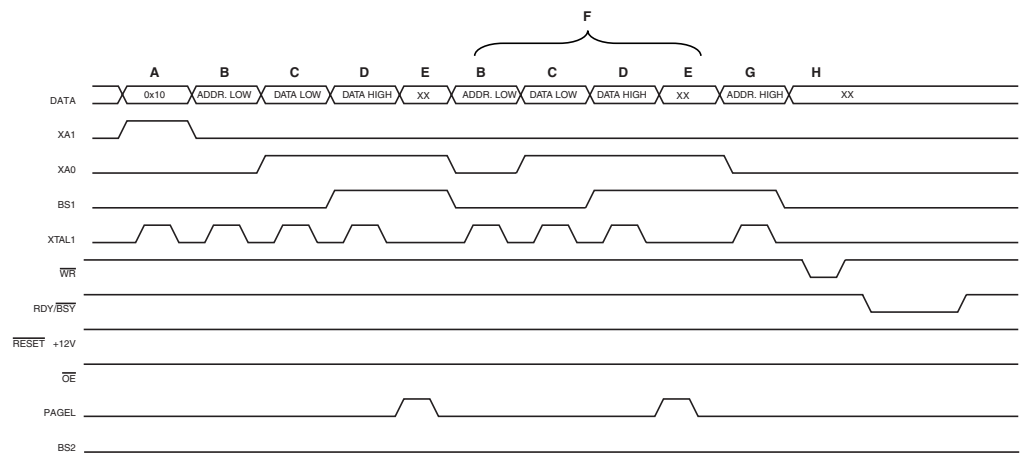 F
A B C D E B C D E G H
DATA 0x10 ADDR. LOW DATA LOW DATA HIGH XX ADDR. LOW DATA LOW DATA HIGH XX ADDR. HIGH XX
XA1
XA0
BS1
XTAL1
WR
RDY/BSY
RESET +12V
OE
PAGEL
BS2